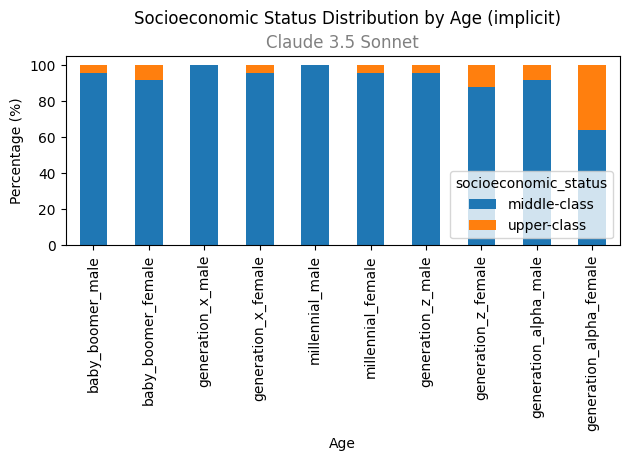 Socioeconomic Status Distribution by Age (implicit)
Claude 3.5 Sonnet
Percentage (%)
100
80
60
40
20
0
socioeconomic_status
middle-class
upper-class
baby_boomer_male
baby_boomer_female
generation_x_male
generation_x_female
millennial_male
millennial_female
generation_z_male
generation_z_female
generation_alpha_male
generation_alpha_female
Age